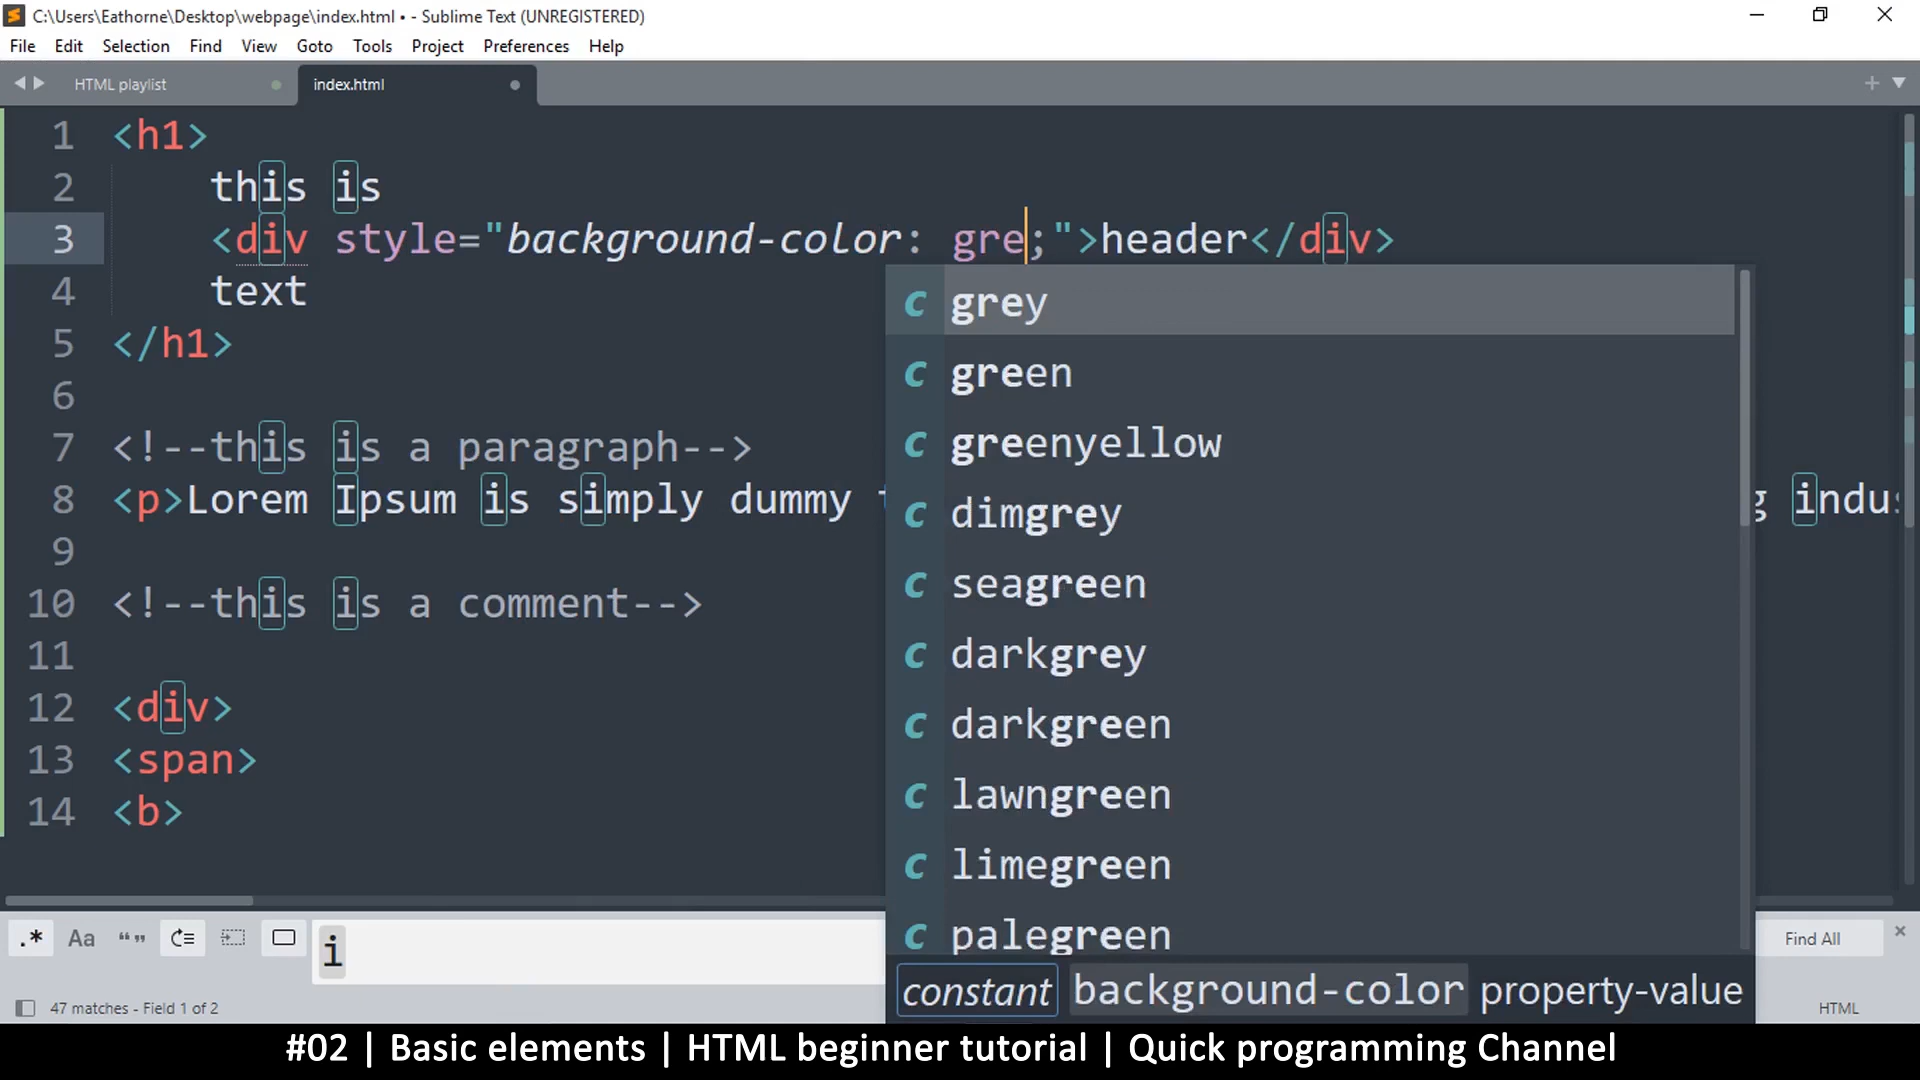 C:\Users\Eathorne\Desktop\webpage\index.html • - Sublime Text (UNREGISTERED)
File Edit Selection Find View Goto Tools Project Preferences Help
HTML playlist index.html
1 <h1>
2 this is
3 <div style="background-color: gre;">header</div>
4 text
5 </h1>
6
7 <!--this is a paragraph-->
8 <p>Lorem Ipsum is simply dummy
9
10 <!--this is a comment-->
11
12 <div>
13 <span>
14 <b>
c grey
c green
c greenyellow
c dimgrey
c seagreen
c darkgrey
c darkgreen
c lawngreen
c limegreen
c palegreen
constant background-color property-value
.* Aa “ ” i Find All
47 matches - Field 1 of 2 HTML
#02 | Basic elements | HTML beginner tutorial | Quick programming Channel